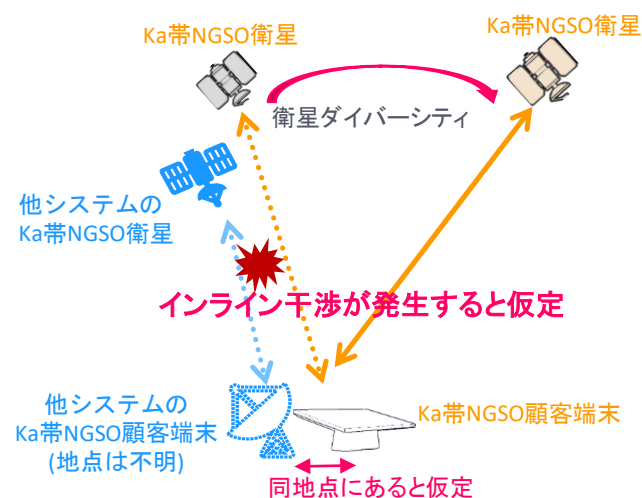 Ka帯NGSO衛星
Ka帯NGSO衛星
衛星ダイバーシティ
他システムの
Ka帯NGSO衛星
インライン干渉が発生すると仮定
他システムの
Ka帯NGSO顧客端末
(地点は不明)
Ka帯NGSO顧客端末
同地点にあると仮定